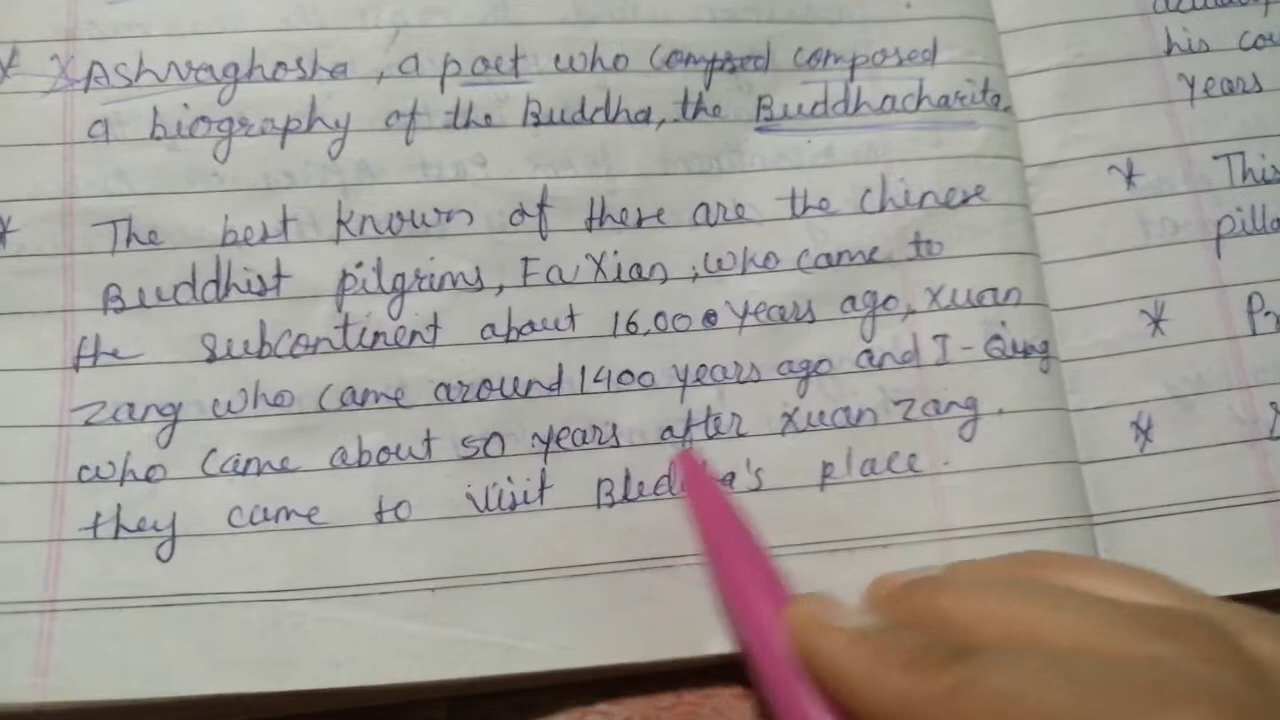 * Ashvaghosha, a poet who composed composed
a biography of the Buddha, the Buddhacharita.
* The best known of these are the chinese
Buddhist pilgrims, Fa Xian, who came to
the subcontinent about 16,000 years ago, Xuan
Zang who came around 1400 years ago and I-Qing
who came about 50 years after Xuan Zang.
they came to visit Buddha's place.
his
years
* This
*
*